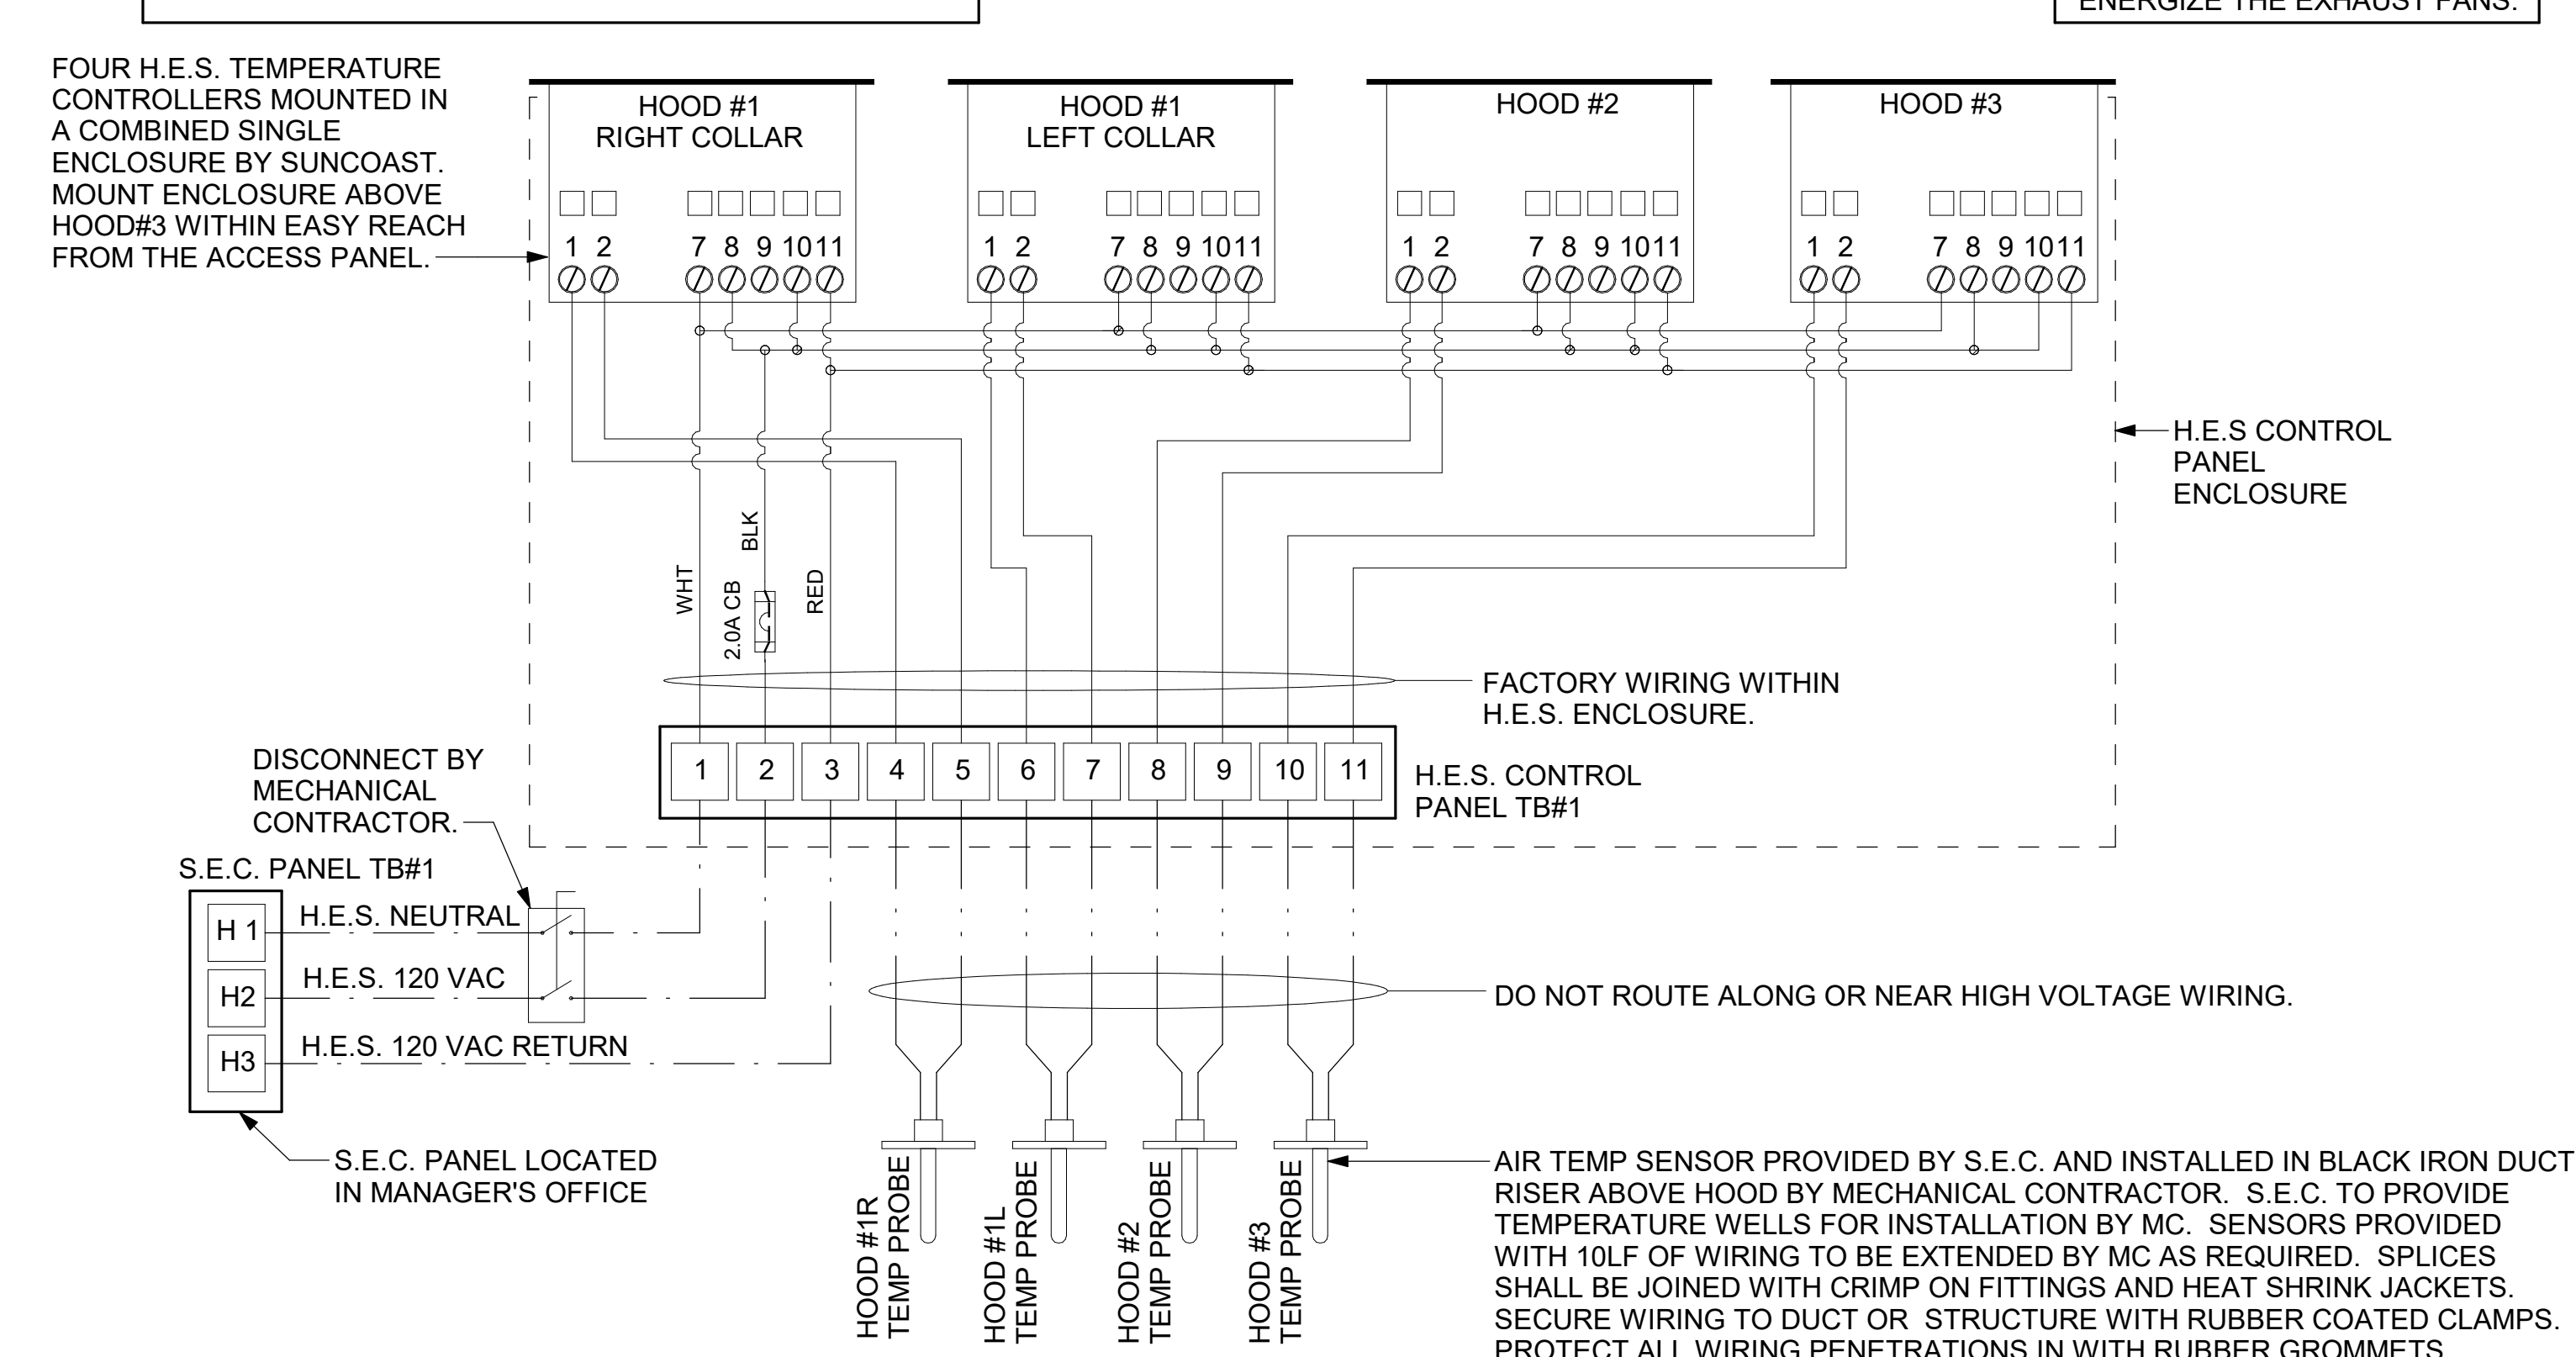 ENERGIZE THE EXHAUST FANS.
FOUR H.E.S. TEMPERATURE
CONTROLLERS MOUNTED IN
A COMBINED SINGLE
ENCLOSURE BY SUNCOAST.
MOUNT ENCLOSURE ABOVE
HOOD#3 WITHIN EASY REACH
FROM THE ACCESS PANEL.
HOOD #1
RIGHT COLLAR
1 2 7 8 9 10 11
HOOD #1
LEFT COLLAR
1 2 7 8 9 10 11
HOOD #2
1 2 7 8 9 10 11
HOOD #3
1 2 7 8 9 10 11
H.E.S CONTROL
PANEL
ENCLOSURE
WHT
BLK
2.0A CB
RED
FACTORY WIRING WITHIN
H.E.S. ENCLOSURE.
1 2 3 4 5 6 7 8 9 10 11
H.E.S. CONTROL
PANEL TB#1
DISCONNECT BY
MECHANICAL
CONTRACTOR.
S.E.C. PANEL TB#1
H 1
H.E.S. NEUTRAL
H2
H.E.S. 120 VAC
H3
H.E.S. 120 VAC RETURN
S.E.C. PANEL LOCATED
IN MANAGER'S OFFICE
DO NOT ROUTE ALONG OR NEAR HIGH VOLTAGE WIRING.
HOOD #1R
TEMP PROBE
HOOD #1L
TEMP PROBE
HOOD #2
TEMP PROBE
HOOD #3
TEMP PROBE
AIR TEMP SENSOR PROVIDED BY S.E.C. AND INSTALLED IN BLACK IRON DUCT
RISER ABOVE HOOD BY MECHANICAL CONTRACTOR. S.E.C. TO PROVIDE
TEMPERATURE WELLS FOR INSTALLATION BY MC. SENSORS PROVIDED
WITH 10LF OF WIRING TO BE EXTENDED BY MC AS REQUIRED. SPLICES
SHALL BE JOINED WITH CRIMP ON FITTINGS AND HEAT SHRINK JACKETS.
SECURE WIRING TO DUCT OR STRUCTURE WITH RUBBER COATED CLAMPS.
PROTECT ALL WIRING PENETRATIONS IN WITH RUBBER GROMMETS